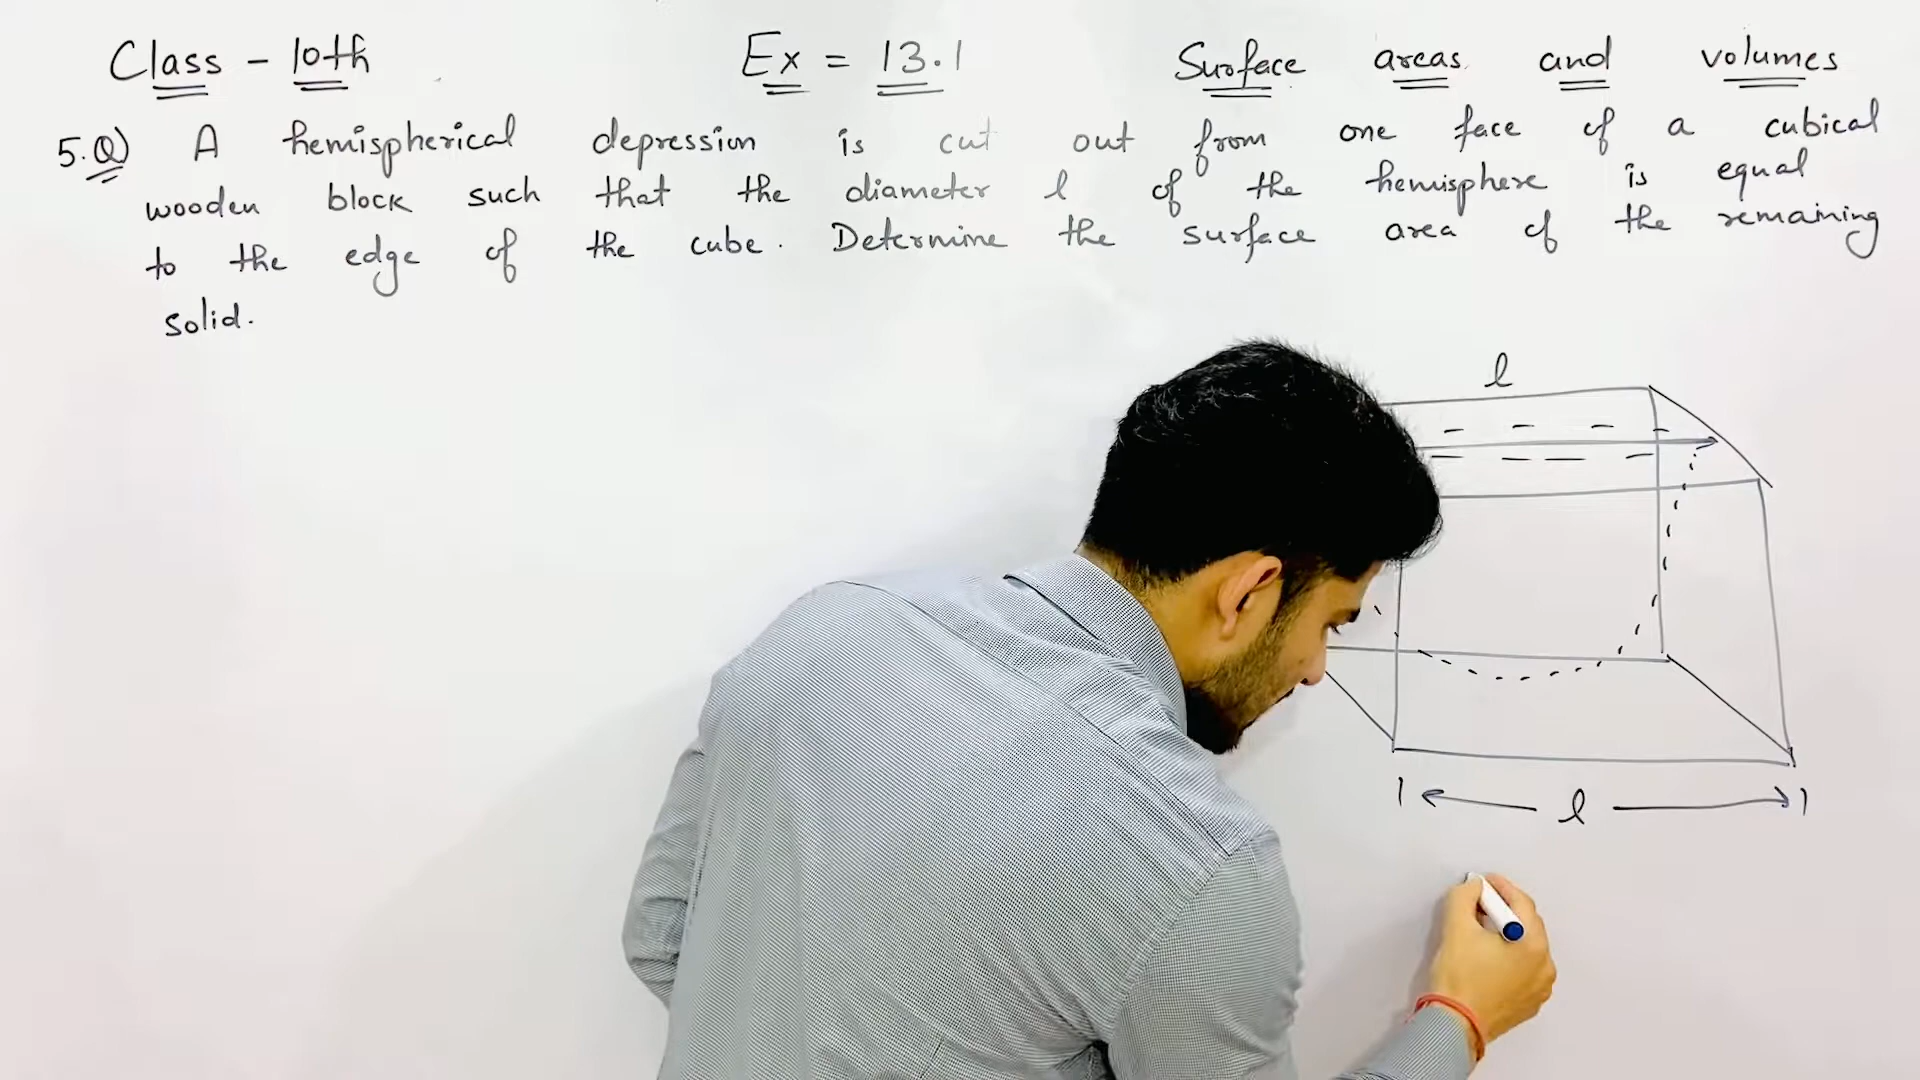 Class - 10th Ex = 13.1 Surface areas and volumes
5.Q) A hemispherical depression is cut out from one face of a cubical
wooden block such that the diameter l of the hemisphere is equal
to the edge of the cube. Determine the surface area of the remaining
solid.
l
l